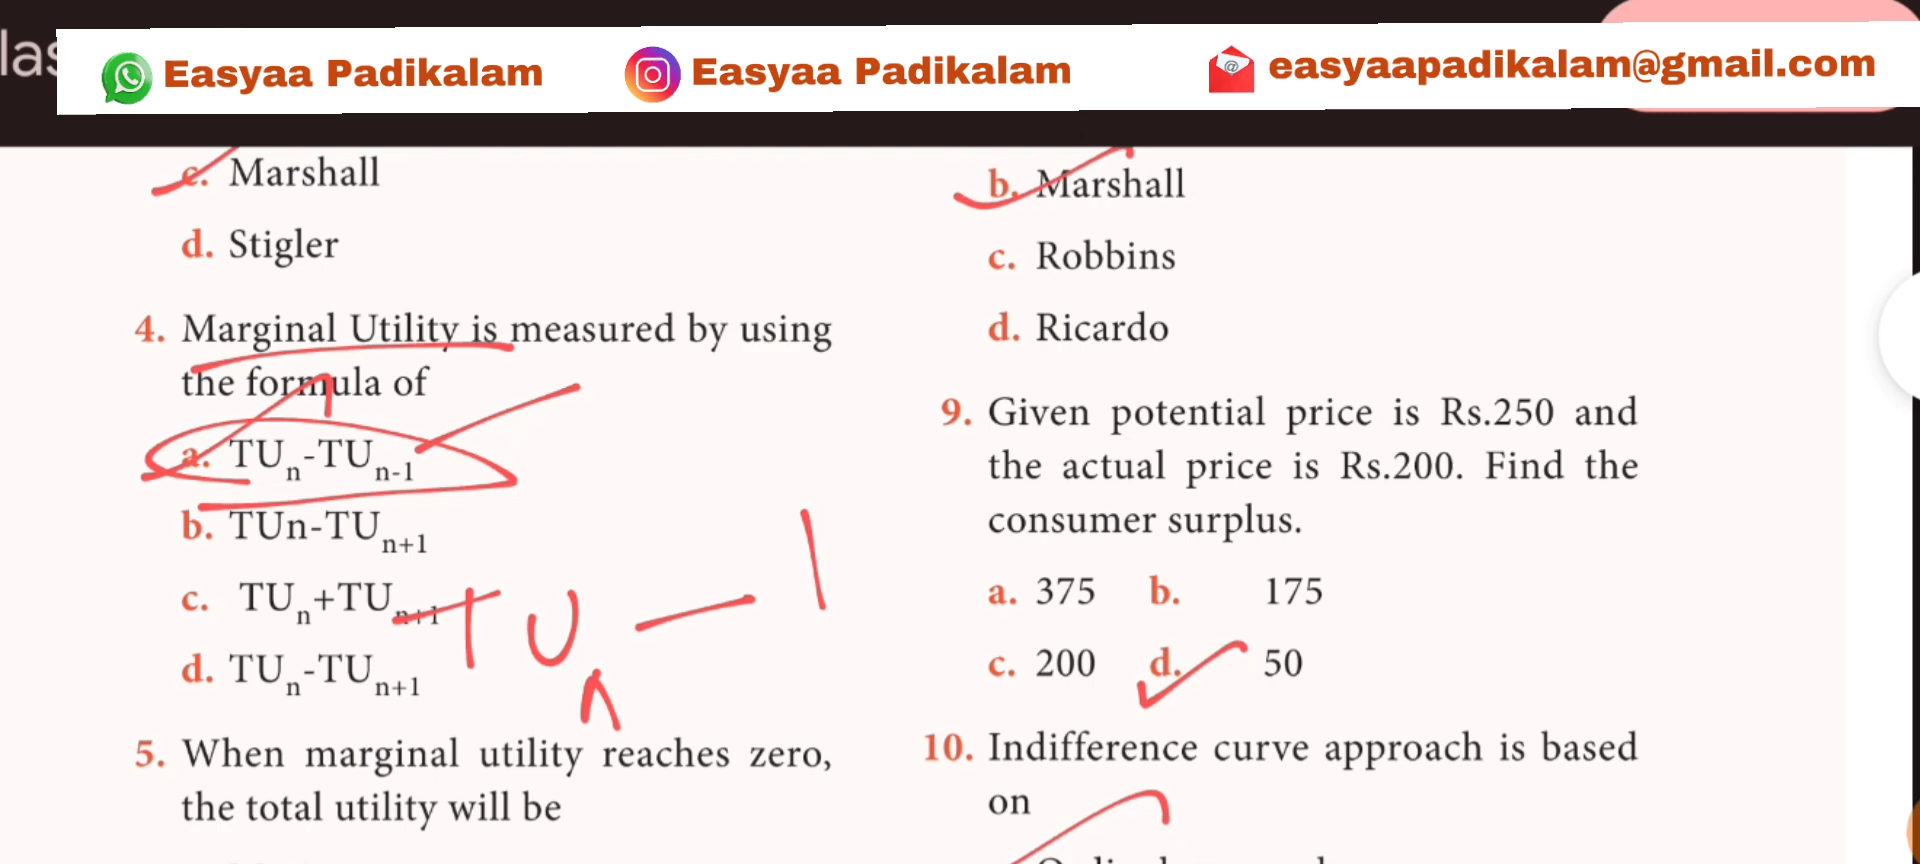 las
Easyaa Padikalam
Easyaa Padikalam
easyaapadikalam@gmail.com
c. Marshall
d. Stigler
4. Marginal Utility is measured by using
the formula of
a. TUn-TUn-1
b. TUn-TUn+1
c. TUn+TUn+1
d. TUn-TUn+1
TUn - 1
5. When marginal utility reaches zero,
the total utility will be
b. Marshall
c. Robbins
d. Ricardo
9. Given potential price is Rs.250 and
the actual price is Rs.200. Find the
consumer surplus.
a. 375 b. 175
c. 200 d. 50
10. Indifference curve approach is based
on